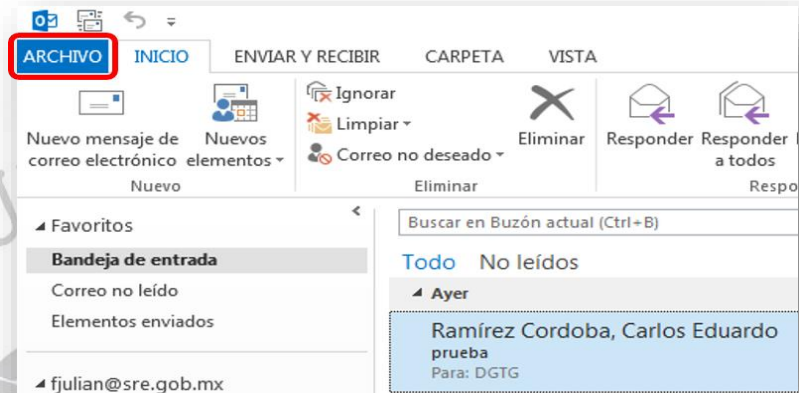 ARCHIVO INICIO ENVIAR Y RECIBIR CARPETA VISTA
Nuevo mensaje de correo electrónico
Nuevos elementos
Ignorar
Limpiar
Correo no deseado
Eliminar
Responder
Responder a todos
Nuevo Eliminar Respo
Favoritos
Bandeja de entrada
Correo no leído
Elementos enviados
fjulian@sre.gob.mx
Buscar en Buzón actual (Ctrl+B)
Todo No leídos
Ayer
Ramírez Cordoba, Carlos Eduardo
prueba
Para: DGTG